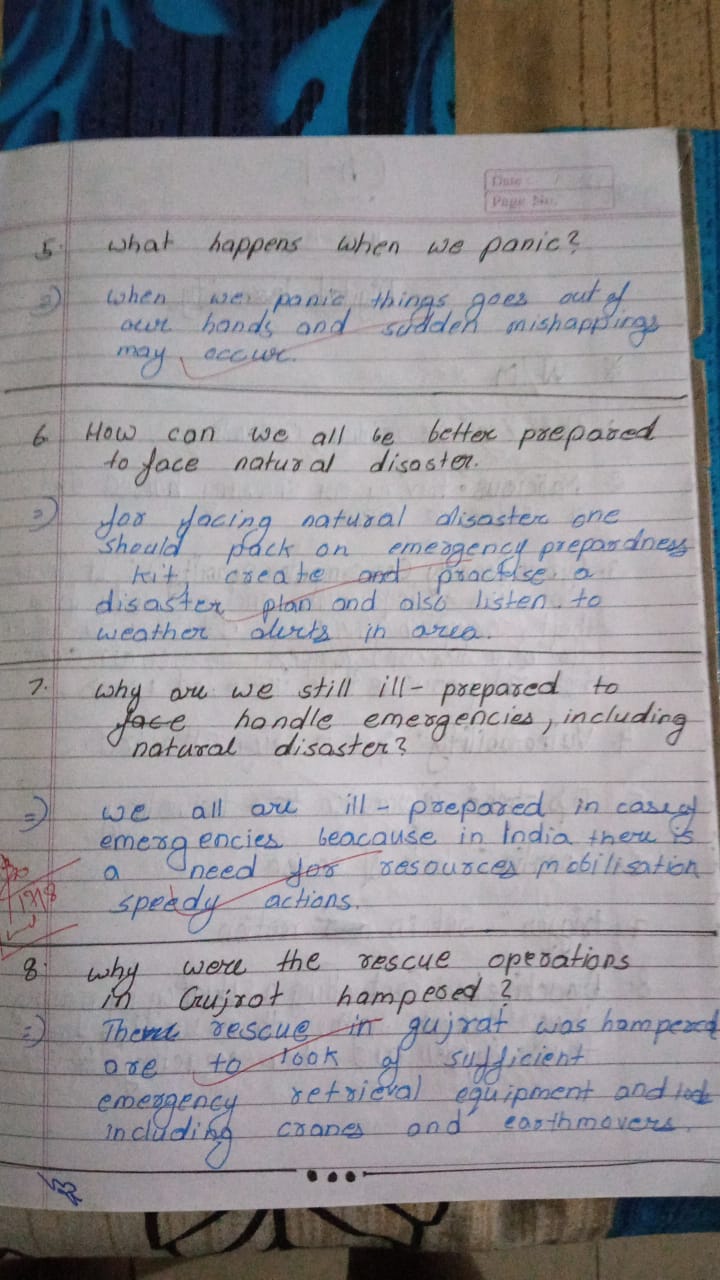 Date :
Page No.
5. what happens when we panic?
=) when we panic things goes out of
our hands and sudden mishappings
may occur.
6. How can we all be better prepared
to face natural disaster.
=) for facing natural disaster one
should pack an emergency prepardness
kit, create and practise a
disaster plan and also listen to
weather alerts in area.
7. why are we still ill- prepared to
face handle emergencies, including
natural disaster?
=) we all are ill - prepared in case of
emergencies beacause in India there is
a need for resources mobilisation
speedy actions.
8. why were the rescue operations
in Gujrat hampered?
=) The rescue in gujrat was hampered
are to look of sufficient
emergency retrieval equipment and
including cranes and earthmovers.